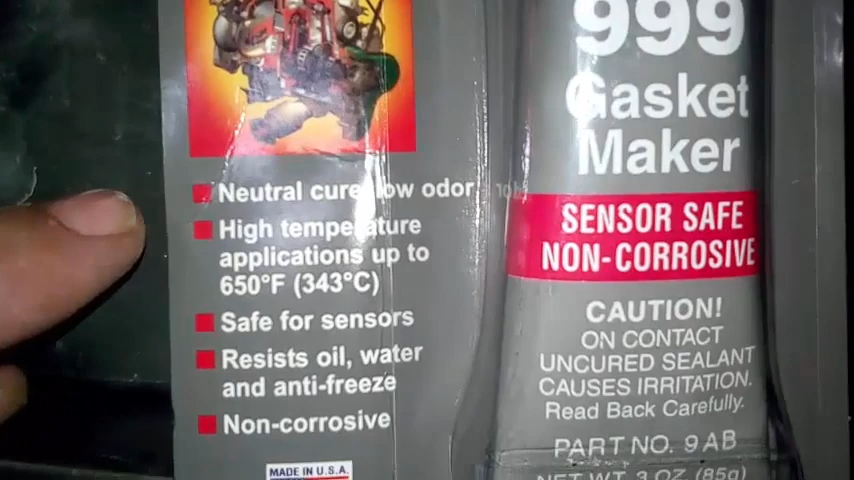 Neutral cure, low odor
High temperature
applications up to
650°F (343°C)
Safe for sensors
Resists oil, water
and anti-freeze
Non-corrosive
MADE IN U.S.A.
999
Gasket
Maker
SENSOR SAFE
NON-CORROSIVE
CAUTION!
ON CONTACT
UNCURED SEALANT
CAUSES IRRITATION.
Read Back Carefully.
PART NO. 9 AB
NET WT. 3 OZ. (85g)